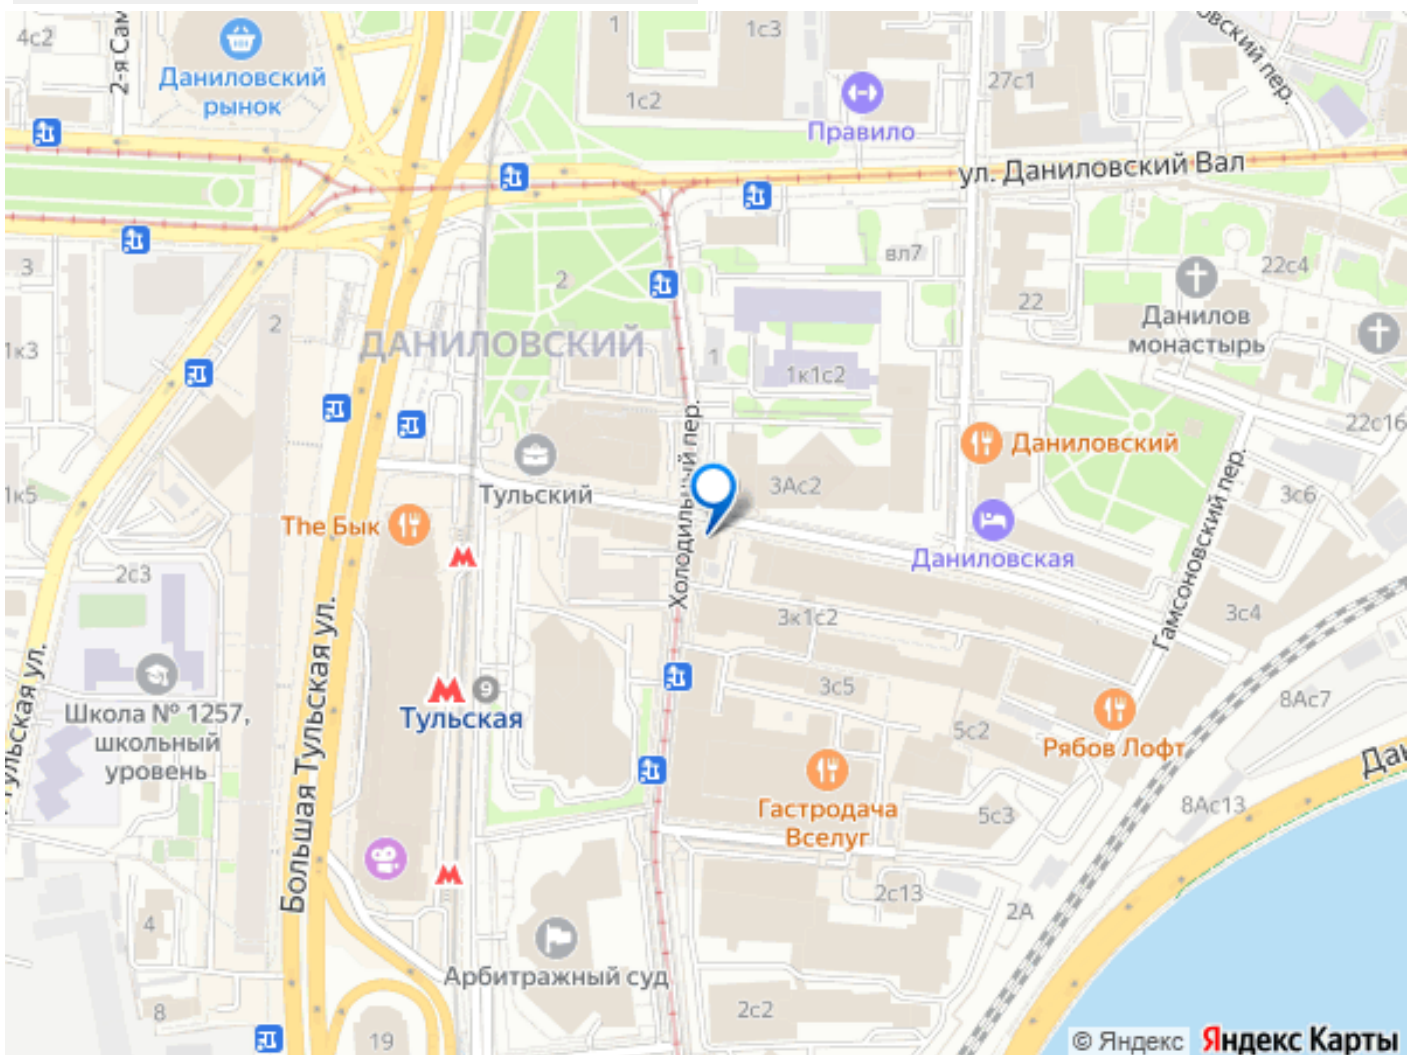 4с2
2-я Сам
Даниловский
рынок
1
1с3
1с2
Правило
27с1
овский пер.
ул. Даниловский Вал
3
2
2
вл7
22
22с4
Данилов
монастырь
ДАНИЛОВСКИЙ
1
1к1с2
1к3
22с16
Холодильный пер.
Даниловский
Тульский
3Ас2
3с6
1к5
The Бык
Даниловская
Гамсоновский пер.
2с3
3к1с2
3с4
Тульская ул.
Школа № 1257,
школьный
уровень
9
Тульская
3с5
5с2
8Ас7
Рябов Лофт
Большая Тульская ул.
Дан
Гастродача
Вселуг
5с3
8Ас13
2с13
2А
4
Арбитражный суд
8
19
2с2
© Яндекс Яндекс Карты